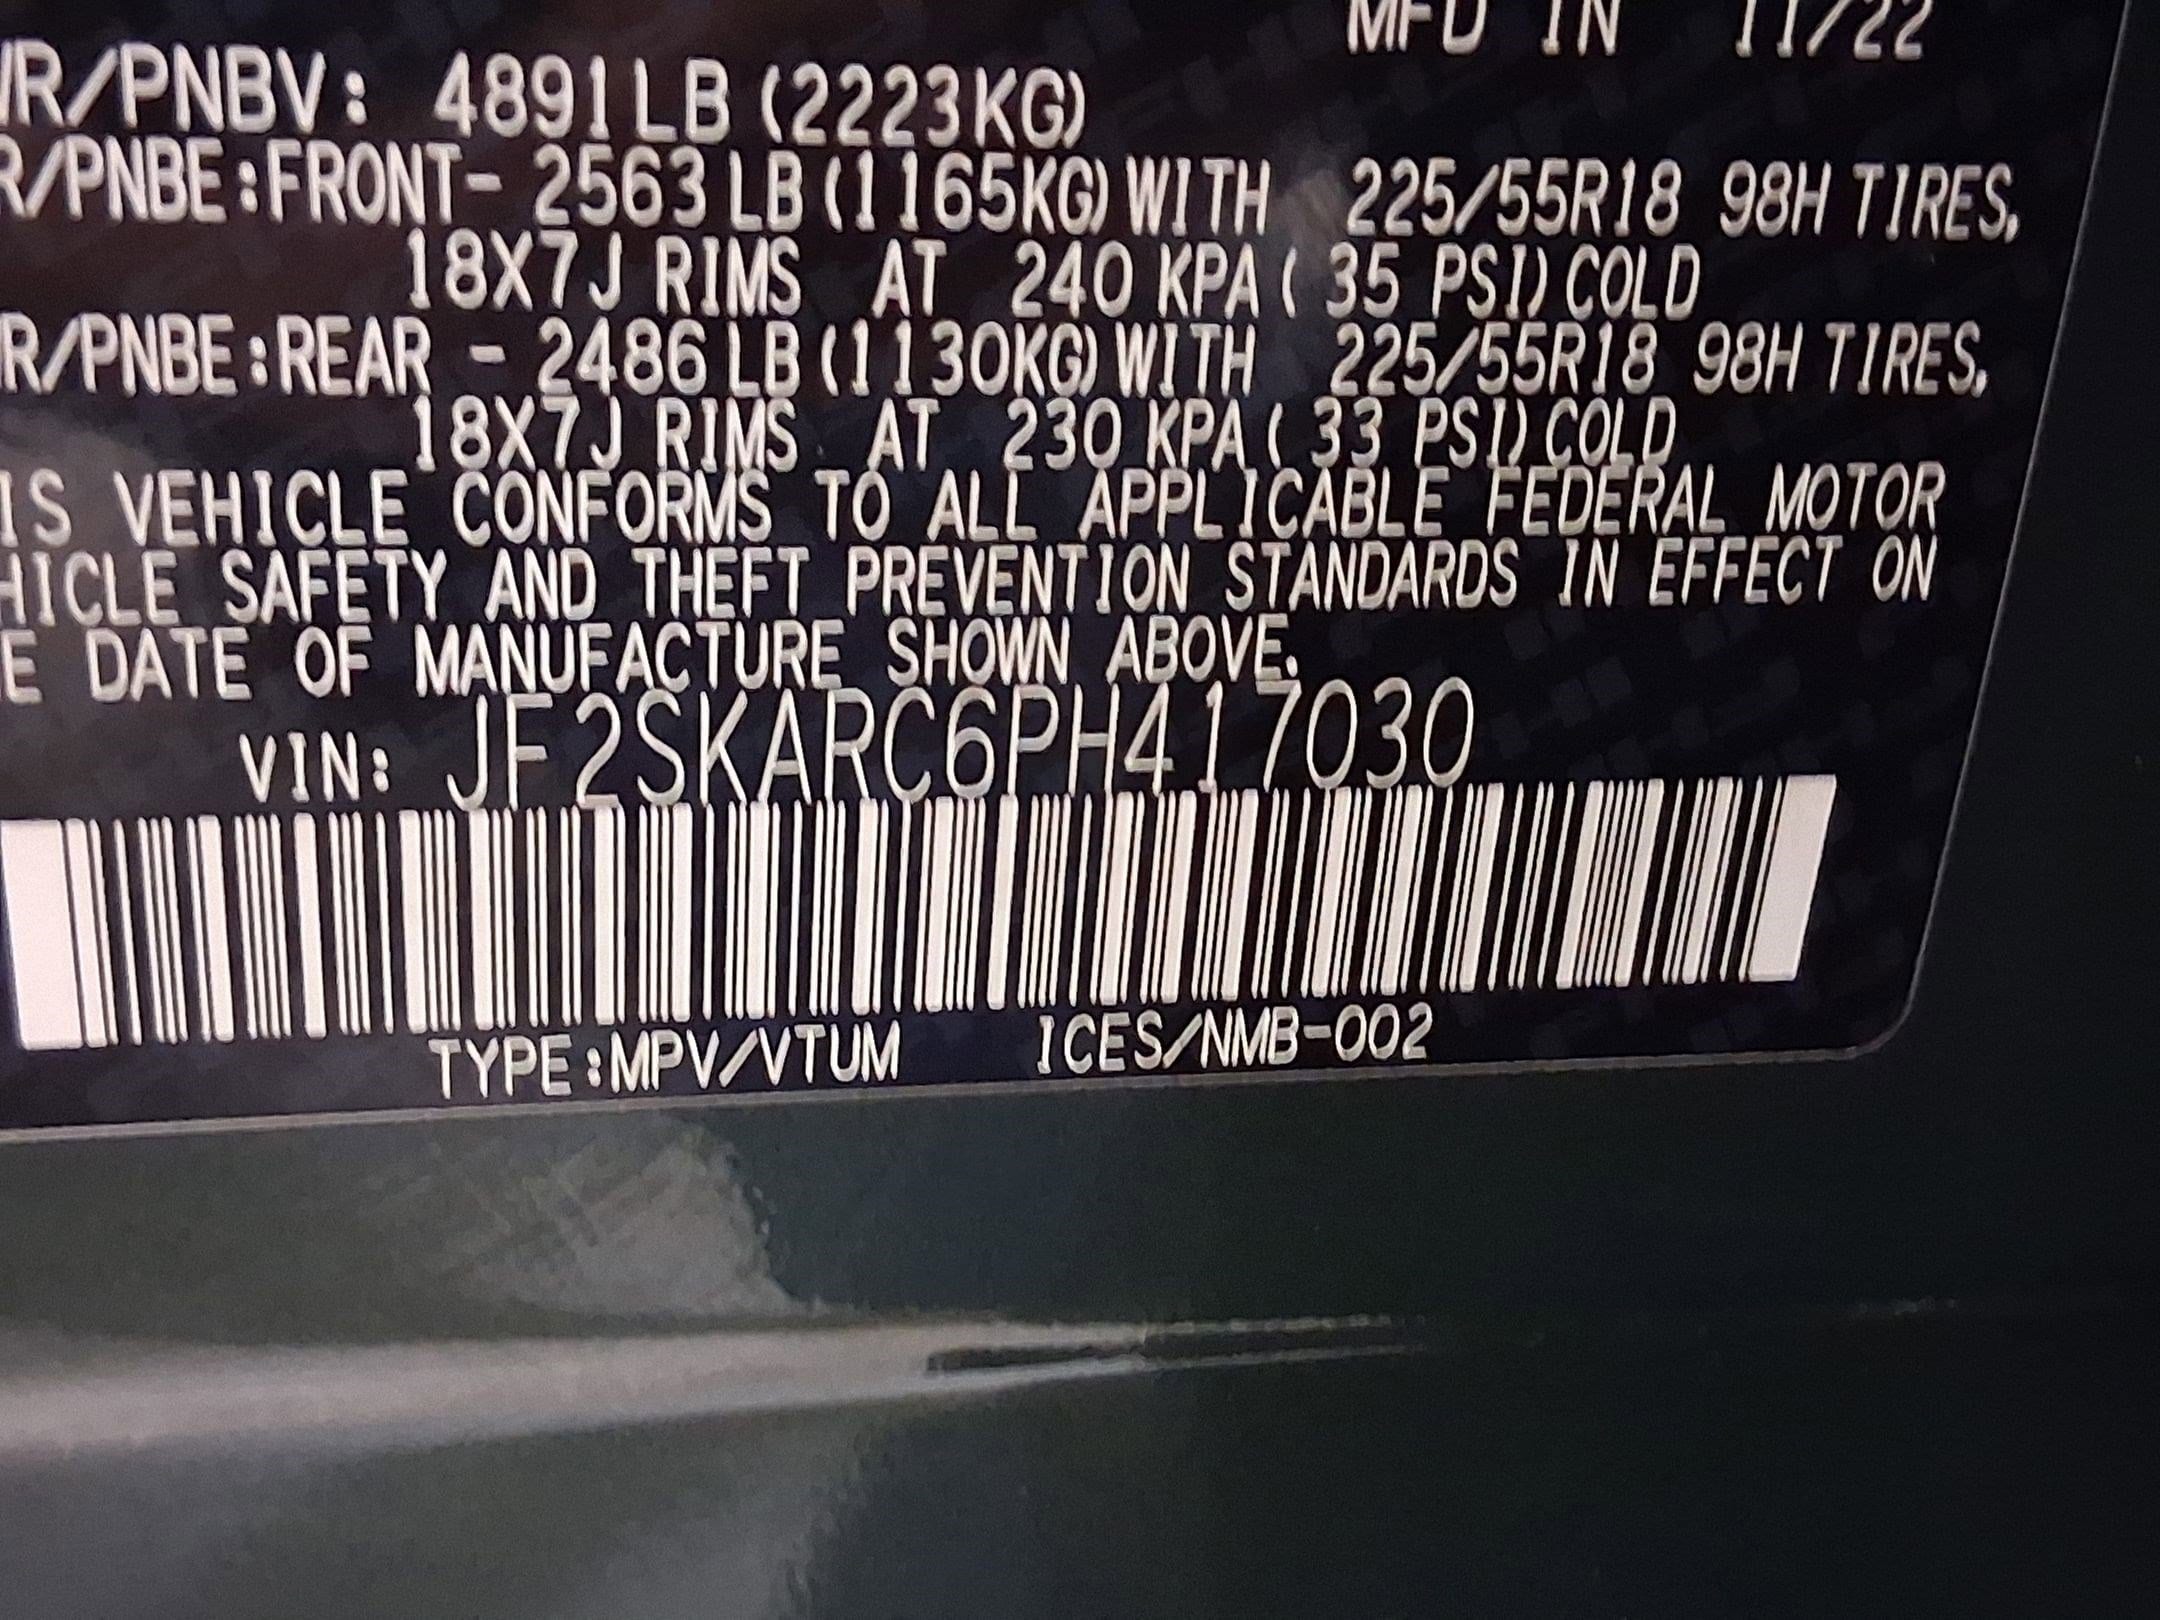 MFD IN 11/22
WR/PNBV: 4891LB (2223KG)
R/PNBE:FRONT- 2563 LB (1165KG) WITH 225/55R18 98H TIRES,
18X7J RIMS AT 240 KPA ( 35 PSI) COLD
R/PNBE:REAR - 2486 LB (1130KG) WITH 225/55R18 98H TIRES,
18X7J RIMS AT 230 KPA ( 33 PSI) COLD
IS VEHICLE CONFORMS TO ALL APPLICABLE FEDERAL MOTOR
HICLE SAFETY AND THEFT PREVENTION STANDARDS IN EFFECT ON
E DATE OF MANUFACTURE SHOWN ABOVE.
VIN: JF2SKARC6PH417030
TYPE:MPV/VTUM ICES/NMB-002